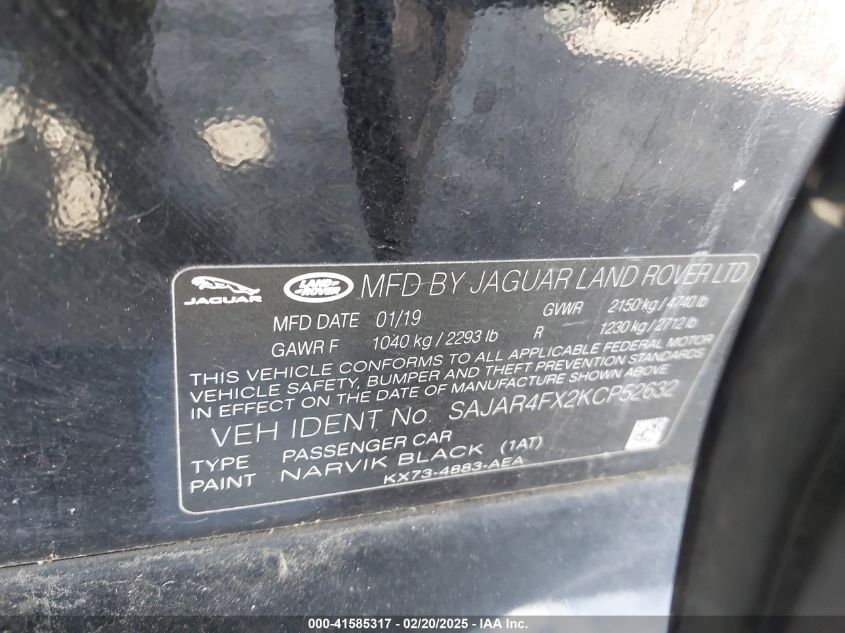 JAGUAR LAND ROVER MFD BY JAGUAR LAND ROVER LTD
MFD DATE 01/19 GVWR 2150 kg / 4740 lb
GAWR F 1040 kg / 2293 lb R 1230 kg / 2712 lb
THIS VEHICLE CONFORMS TO ALL APPLICABLE FEDERAL MOTOR
VEHICLE SAFETY, BUMPER AND THEFT PREVENTION STANDARDS
IN EFFECT ON THE DATE OF MANUFACTURE SHOWN ABOVE
VEH IDENT No. SAJAR4FX2KCP52632
TYPE PASSENGER CAR
PAINT NARVIK BLACK (1AT)
KX73-4883-AEA
000-41585317 - 02/20/2025 - IAA Inc.